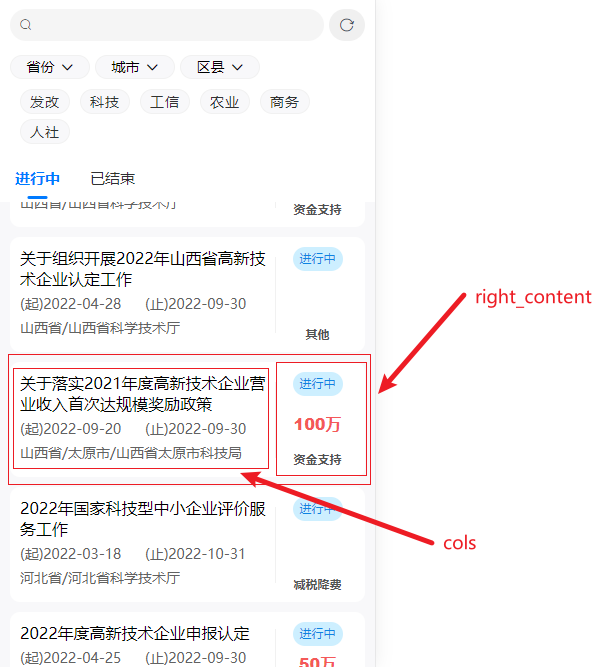 省份 城市 区县
发改 科技 工信 农业 商务
人社
进行中 已结束
山西省/山西省科学技术厅
资金支持
关于组织开展2022年山西省高新技
术企业认定工作
(起)2022-04-28 (止)2022-09-30
山西省/山西省科学技术厅
进行中
其他
关于落实2021年度高新技术企业营
业收入首次达规模奖励政策
(起)2022-09-20 (止)2022-09-30
山西省/太原市/山西省太原市科技局
进行中
100万
资金支持
right_content
cols
2022年国家科技型中小企业评价服
务工作
(起)2022-03-18 (止)2022-10-31
河北省/河北省科学技术厅
进行中
减税降费
2022年度高新技术企业申报认定
(起)2022-04-25 (止)2022-09-30
进行中
50万